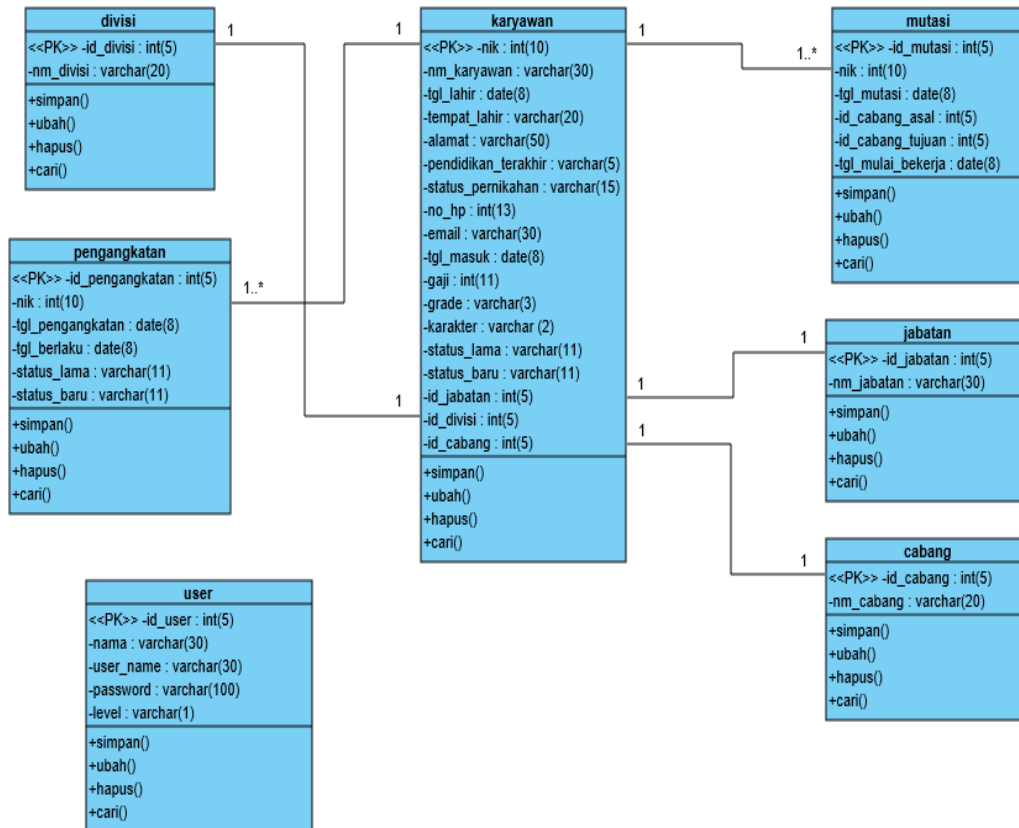 divisi
<<PK>> -id_divisi : int(5)
-nm_divisi : varchar(20)
+simpan()
+ubah()
+hapus()
+cari()
1
1
pengangkatan
<<PK>> -id_pengangkatan : int(5)
-nik : int(10)
-tgl_pengangkatan : date(8)
-tgl_berlaku : date(8)
-status_lama : varchar(11)
-status_baru : varchar(11)
+simpan()
+ubah()
+hapus()
+cari()
1..*
1
user
<<PK>> -id_user : int(5)
-nama : varchar(30)
-user_name : varchar(30)
-password : varchar(100)
-level : varchar(1)
+simpan()
+ubah()
+hapus()
+cari()
karyawan
<<PK>> -nik : int(10)
-nm_karyawan : varchar(30)
-tgl_lahir : date(8)
-tempat_lahir : varchar(20)
-alamat : varchar(50)
-pendidikan_terakhir : varchar(5)
-status_pernikahan : varchar(15)
-no_hp : int(13)
-email : varchar(30)
-tgl_masuk : date(8)
-gaji : int(11)
-grade : varchar(3)
-karakter : varchar (2)
-status_lama : varchar(11)
-status_baru : varchar(11)
-id_jabatan : int(5)
-id_divisi : int(5)
-id_cabang : int(5)
+simpan()
+ubah()
+hapus()
+cari()
1
1..*
mutasi
<<PK>> -id_mutasi : int(5)
-nik : int(10)
-tgl_mutasi : date(8)
-id_cabang_asal : int(5)
-id_cabang_tujuan : int(5)
-tgl_mulai_bekerja : date(8)
+simpan()
+ubah()
+hapus()
+cari()
1
1
jabatan
<<PK>> -id_jabatan : int(5)
-nm_jabatan : varchar(30)
+simpan()
+ubah()
+hapus()
+cari()
1
1
cabang
<<PK>> -id_cabang : int(5)
-nm_cabang : varchar(20)
+simpan()
+ubah()
+hapus()
+cari()